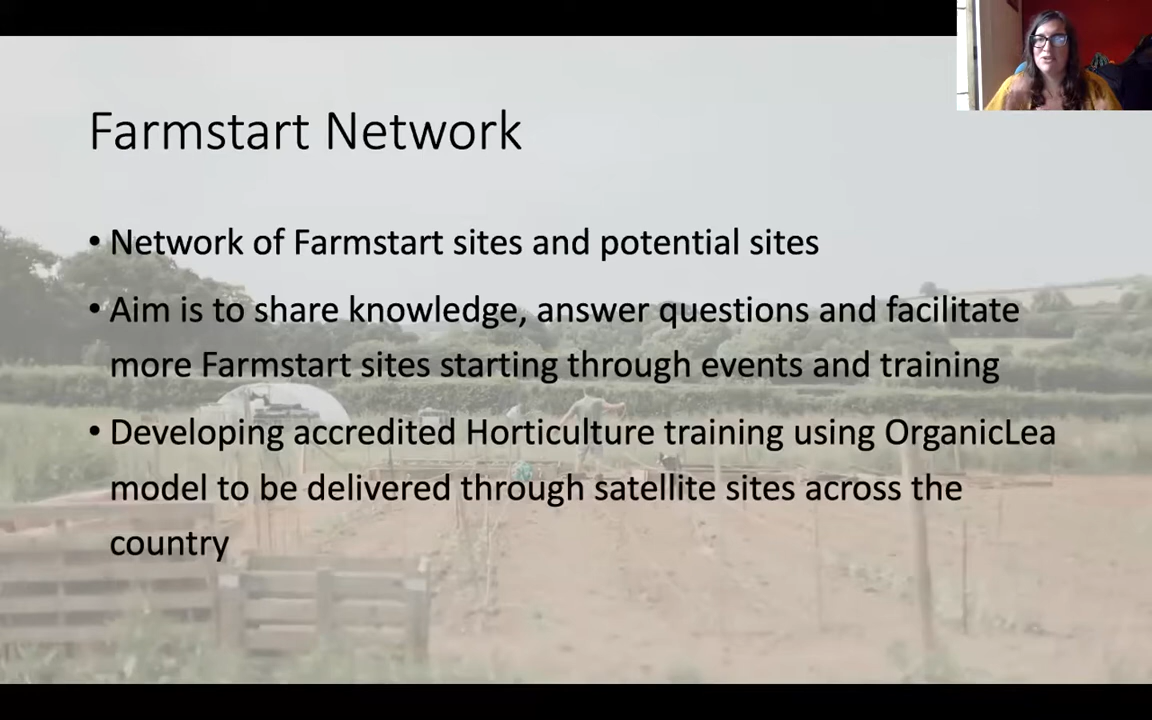 Farmstart Network
• Network of Farmstart sites and potential sites
• Aim is to share knowledge, answer questions and facilitate
more Farmstart sites starting through events and training
• Developing accredited Horticulture training using OrganicLea
model to be delivered through satellite sites across the
country